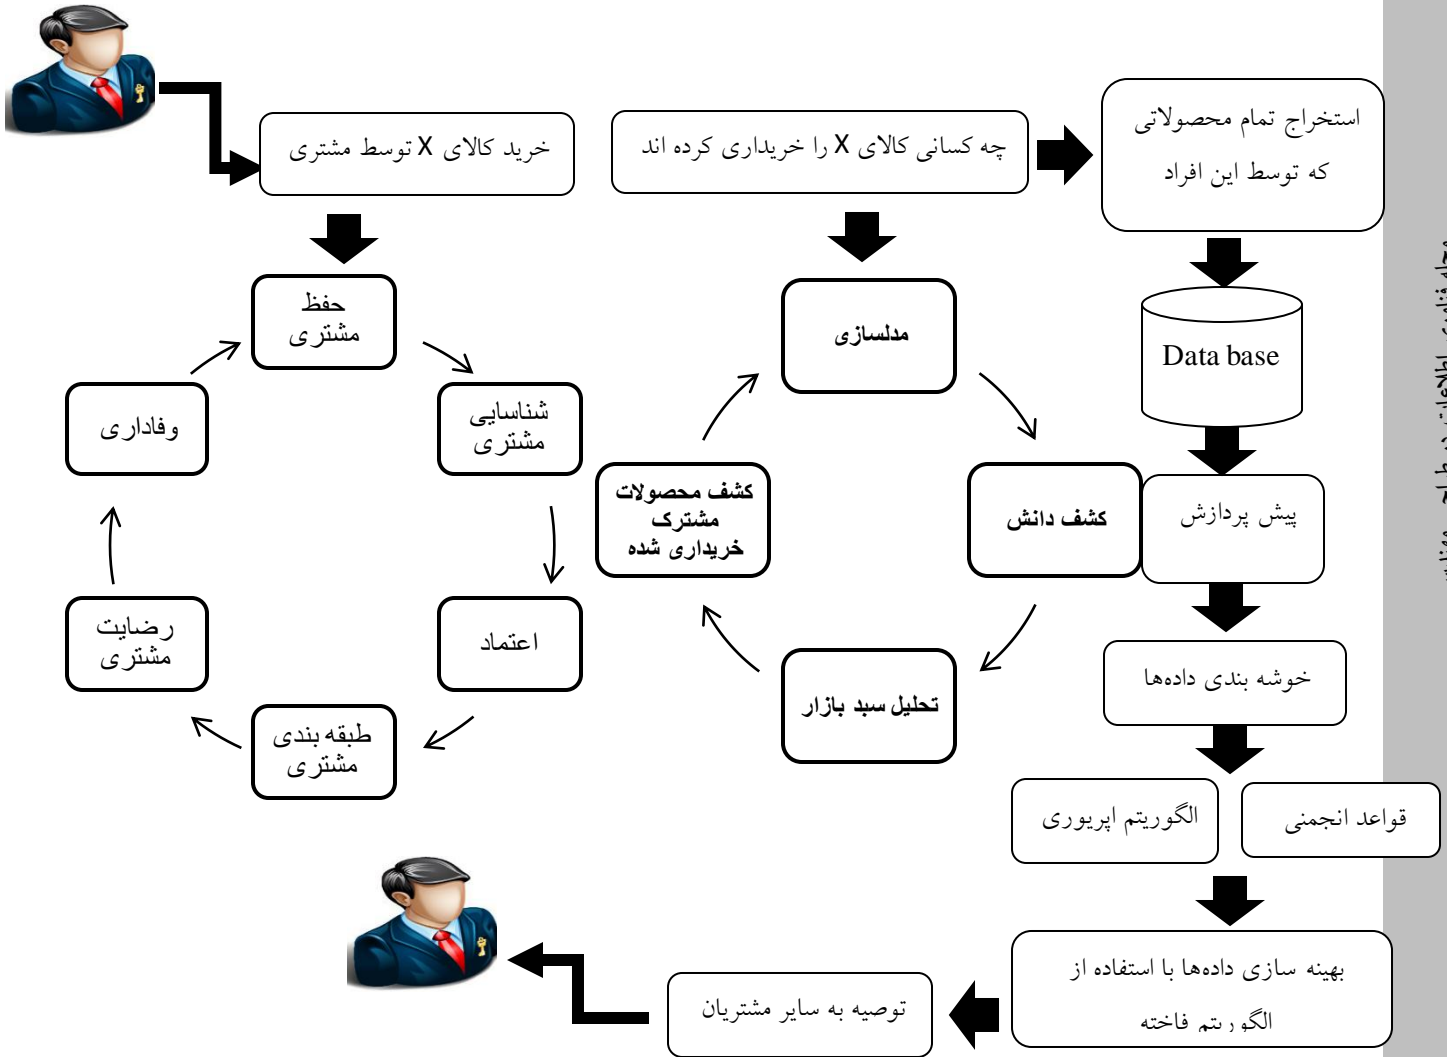 خرید کالای X توسط مشتری
چه کسانی کالای X را خریداری کرده اند
استخراج تمام محصولاتی
که توسط این افراد
حفظ
مشتری
شناسایی
مشتری
اعتماد
طبقه بندی
مشتری
رضایت
مشتری
وفاداری
مدلسازی
کشف دانش
تحلیل سبد بازار
کشف محصولات
مشترک
خریداری شده
Data base
پیش پردازش
خوشه بندی داده‌ها
الگوریتم اپریوری
قواعد انجمنی
بهینه سازی داده‌ها با استفاده از
الگوریتم فاخته
توصیه به سایر مشتریان